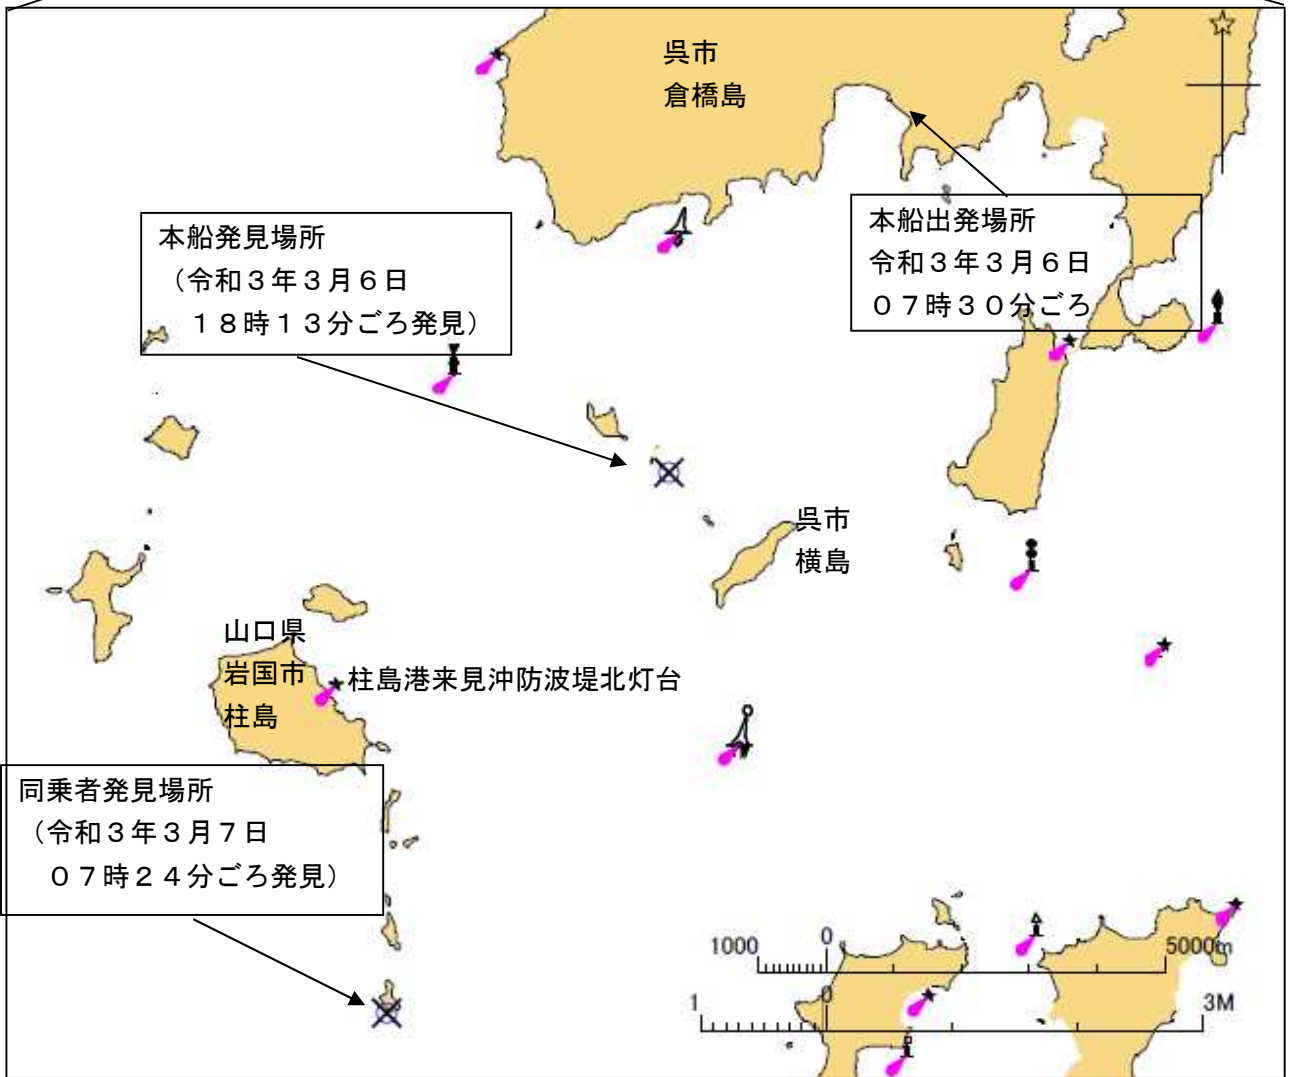 呉市
倉橋島
本船発見場所
（令和３年３月６日
１８時１３分ごろ発見）
本船出発場所
令和３年３月６日
０７時３０分ごろ
呉市
横島
山口県
岩国市
柱島
柱島港来見沖防波堤北灯台
同乗者発見場所
（令和３年３月７日
０７時２４分ごろ発見）
1000 0 5000m
1 0 3M